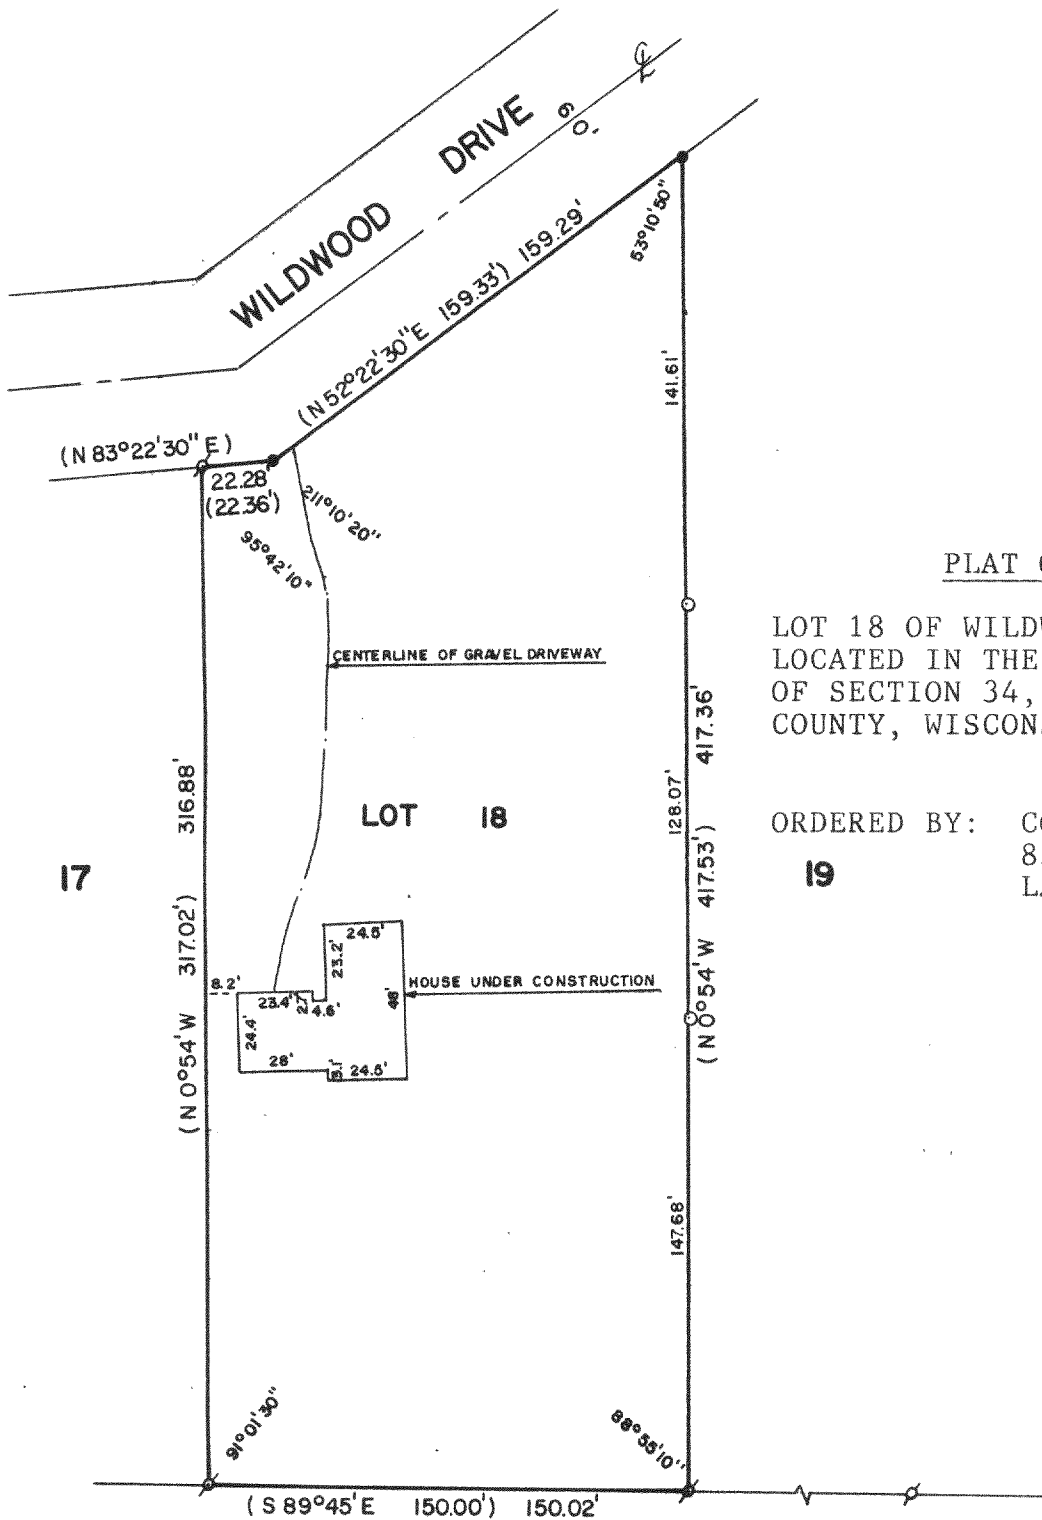 ℄
60'
WILDWOOD DRIVE
53°10'50"
(N 52°22'30"E 159.33') 159.29'
141.61'
(N 83°22'30" E)
22.28'
(22.36')
211°10'20"
95°42'10"
PLAT
LOT 18 OF
LOCATED IN THE
OF SECTION 34,
COUNTY,
CENTERLINE OF GRAVEL DRIVEWAY
417.36'
128.07'
(N 0°54' W 417.53')
316.88'
(N 0°54' W 317.02')
LOT 18
ORDERED BY:
17
19
24.5'
23.2'
8.2'
HOUSE UNDER CONSTRUCTION
23.4'
4.6'
48'
24.4'
28'
24.5'
147.68'
91°01'30"
88°55'10"
(S 89°45' E 150.00') 150.02'